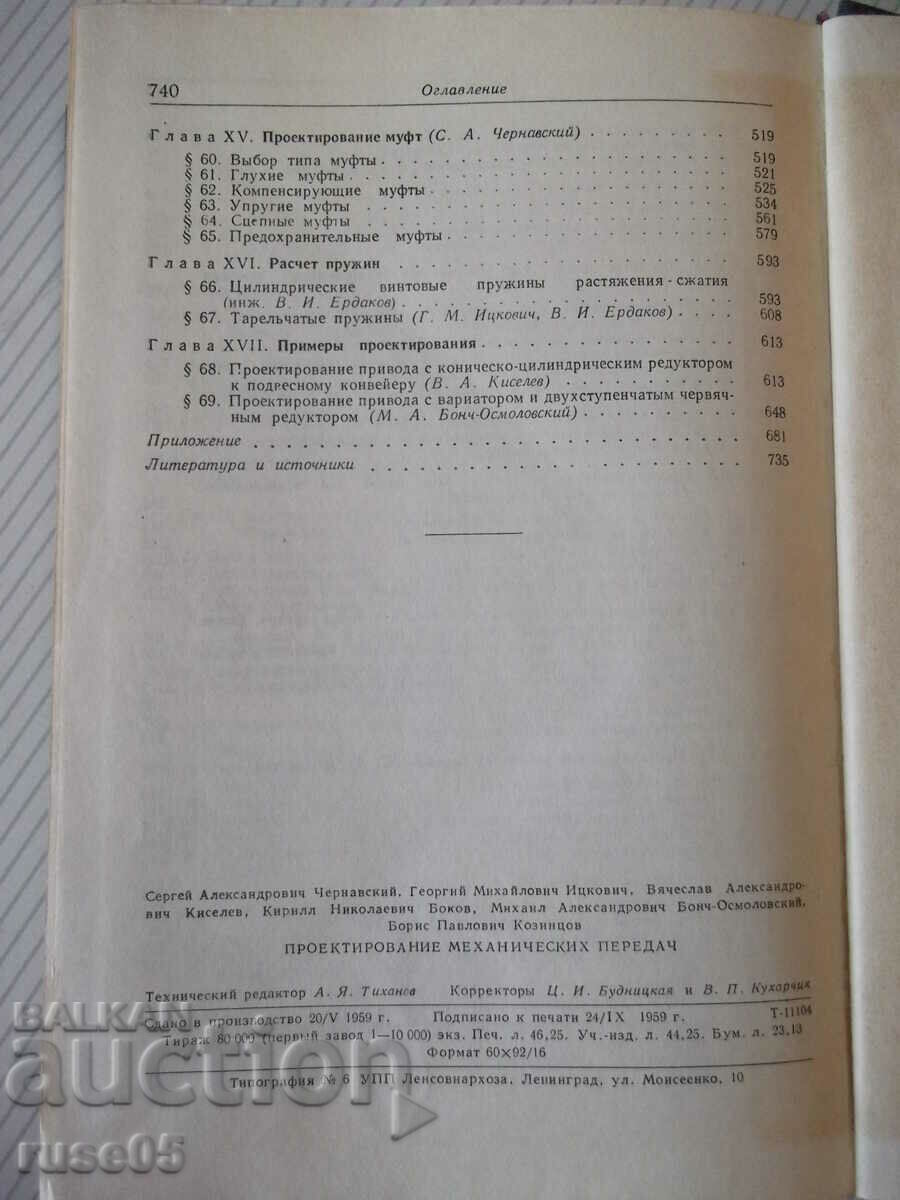 740 Оглавление
Глава XV. Проектирование муфт (С. А. Чернавский) . . . . . . . . . 519
§ 60. Выбор типа муфты . . . . . . . . . . . . . . . . . . . . . . 519
§ 61. Глухие муфты . . . . . . . . . . . . . . . . . . . . . . . . 521
§ 62. Компенсирующие муфты . . . . . . . . . . . . . . . . . . . 525
§ 63. Упругие муфты . . . . . . . . . . . . . . . . . . . . . . . 534
§ 64. Сцепные муфты . . . . . . . . . . . . . . . . . . . . . . . 561
§ 65. Предохранительные муфты . . . . . . . . . . . . . . . . . . 579
Глава XVI. Расчет пружин . . . . . . . . . . . . . . . . . . . . . 593
§ 66. Цилиндрические винтовые пружины растяжения-сжатия
(инж. В. И. Ердаков) . . . . . . . . . . . . . . . . . . . . 593
§ 67. Тарельчатые пружины (Г. М. Ицкович, В. И. Ердаков) . . . . 608
Глава XVII. Примеры проектирования . . . . . . . . . . . . . . . . 613
§ 68. Проектирование привода с коническо-цилиндрическим редуктором
к подвесному конвейеру (В. А. Киселев) . . . . . . . . . . . 613
§ 69. Проектирование привода с вариатором и двухступенчатым червяч-
ным редуктором (М. А. Бонч-Осмоловский) . . . . . . . . . . 648
Приложение . . . . . . . . . . . . . . . . . . . . . . . . . . . . 681
Литература и источники . . . . . . . . . . . . . . . . . . . . . . 735
Сергей Александрович Чернавский, Георгий Михайлович Ицкович, Вячеслав Александро-
вич Киселев, Кирилл Николаевич Боков, Михаил Александрович Бонч-Осмоловский,
Борис Павлович Козинцов
ПРОЕКТИРОВАНИЕ МЕХАНИЧЕСКИХ ПЕРЕДАЧ
Технический редактор А. Я. Тиханов Корректоры Ц. И. Будницкая и В. П. Кухарчик
Сдано в производство 20/V 1959 г. Подписано к печати 24/IX 1959 г. Т-11104
Тираж 80 000 (первый завод 1—10 000) экз. Печ. л. 46,25. Уч.-изд. л. 44,25. Бум. л. 23,13
Формат 60×92/16
Типография № 6 УПП Ленсовнархоза, Ленинград, ул. Моисеенко, 10
BALKAN
auction
ruse05